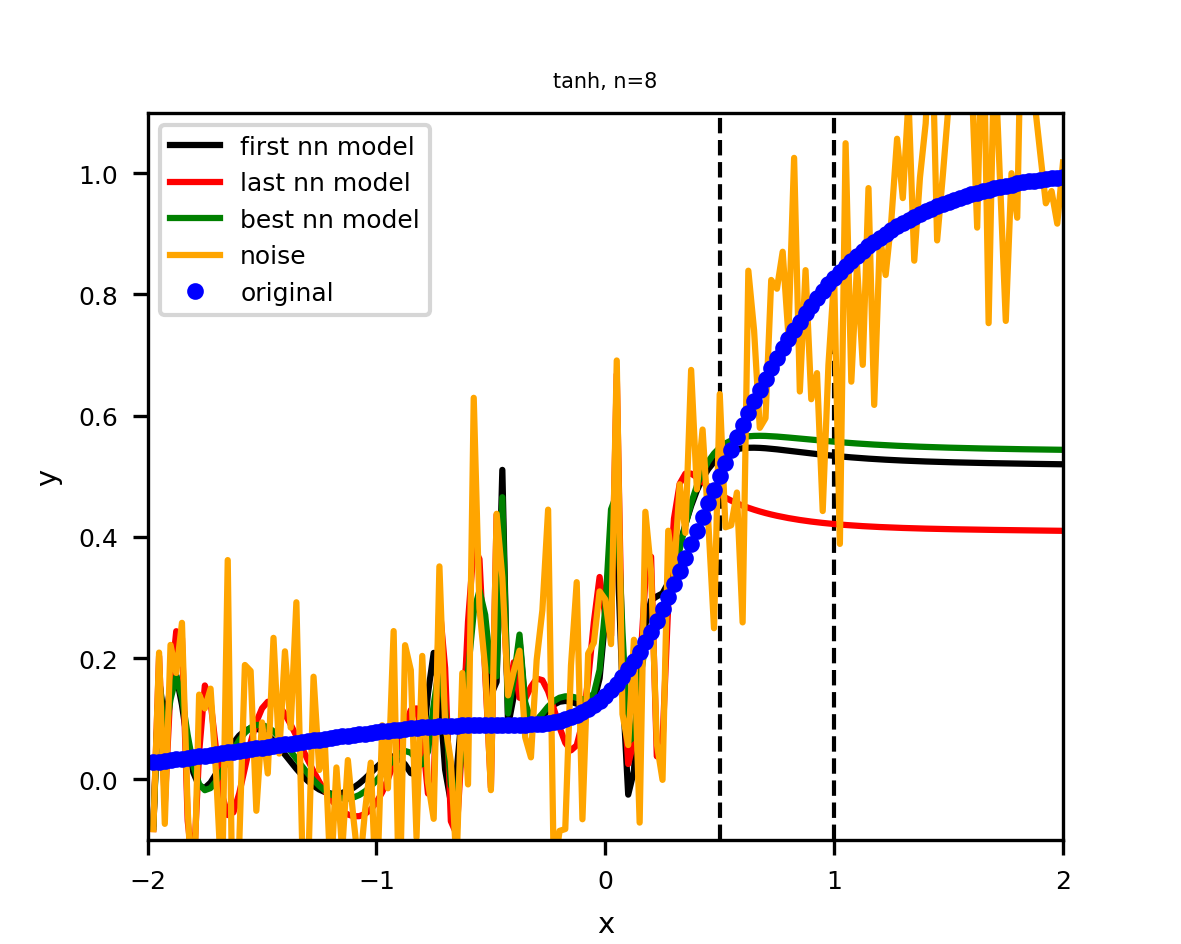 tanh, n=8
first nn model
last nn model
best nn model
noise
original
y
1.0
0.8
0.6
0.4
0.2
0.0
−2
−1
0
1
2
x